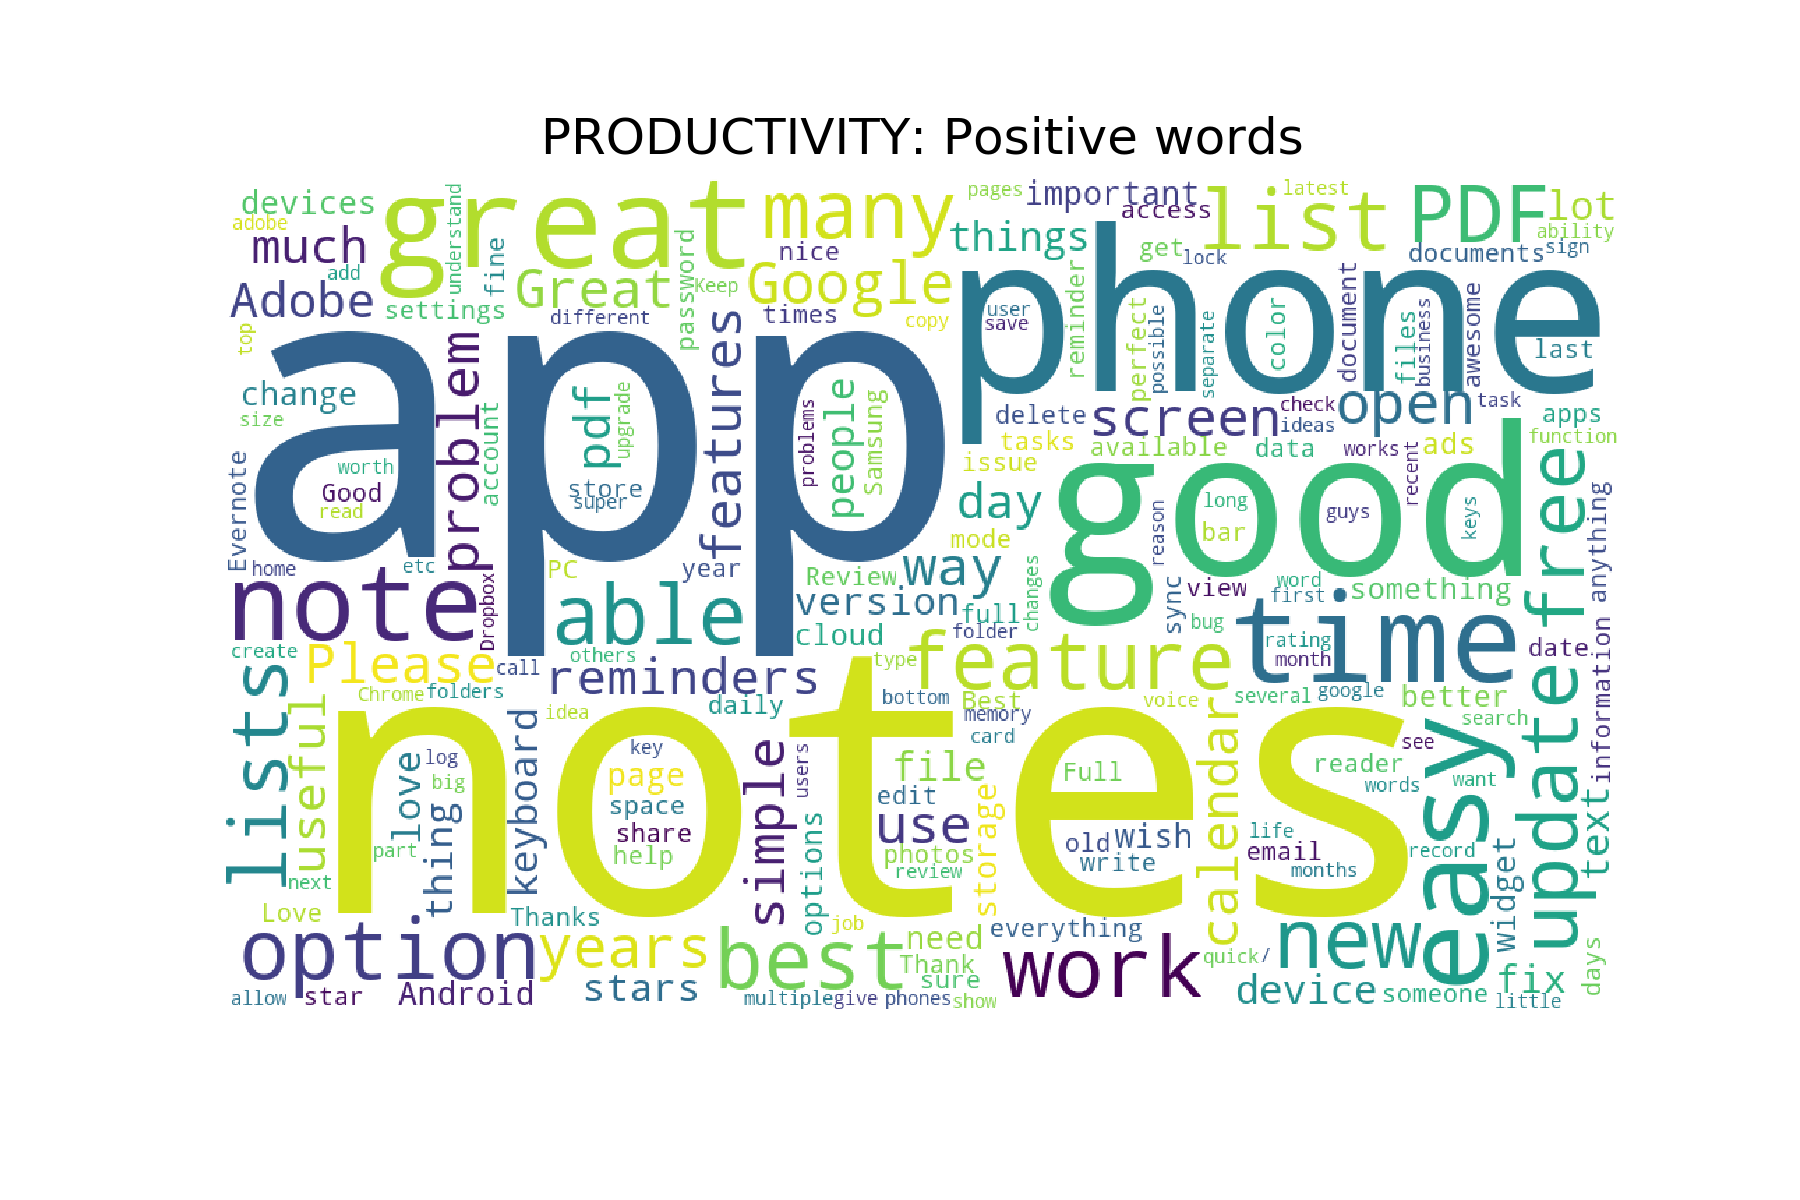 PRODUCTIVITY: Positive words
devices
great
many
pages
important
list
latest
PDF
lot
adobe
understand
access
ability
much
fine
password
nice
things
get
lock
documents
sign
add
Adobe
settings
Great
Keep
Google
phone
reminder
document
top
different
times
copy
user
save
perfect
possible
separate
color
files
business
awesome
last
app
problem
features
change
size
account
pdf
upgrade
problems
people
Samsung
delete
screen
check
ideas
open
task
apps
tasks
available
data
works
recent
ads
function
issue
good
free
Evernote
worth
Good
read
store
super
day
long
reason
bar
guys
keys
anything
mode
home
etc
PC
year
Review
way
changes
sync
view
word
first
something
note
Dropbox
able
version
full
cloud
folder
bug
time
rating
month
date
information
create
Please
call
others
reminders
type
feature
several
google
better
lists
useful
Chrome
folders
idea
daily
bottom
Best
memory
voice
calendar
search
update
notes
card
see
easy
love
log
keyboard
key
simple
users
file
Full
reader
want
big
page
edit
storage
words
text
thing
space
share
help
options
use
old
wish
write
life
email
months
record
widget
part
photos
review
next
Love
Thanks
job
everything
option
years
best
need
Thank
sure
work
quick
/
new
fix
days
allow
star
Android
stars
multiple
give
phones
show
device
someone
little